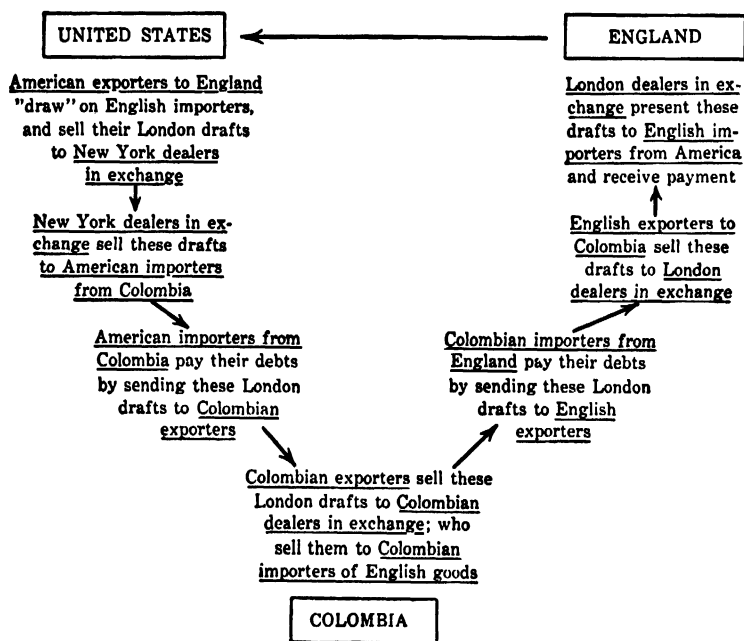 UNITED STATES
American exporters to England
"draw" on English importers,
and sell their London drafts
to New York dealers
in exchange
New York dealers in ex-
change sell these drafts
to American importers
from Colombia
American importers from
Colombia pay their debts
by sending these London
drafts to Colombian
exporters
Colombian exporters sell these
London drafts to Colombian
dealers in exchange; who
sell them to Colombian
importers of English goods
COLOMBIA
Colombian importers from
England pay their debts
by sending these London
drafts to English
exporters
English exporters to
Colombia sell these
drafts to London
dealers in exchange
London dealers in ex-
change present these
drafts to English im-
porters from America
and receive payment
ENGLAND